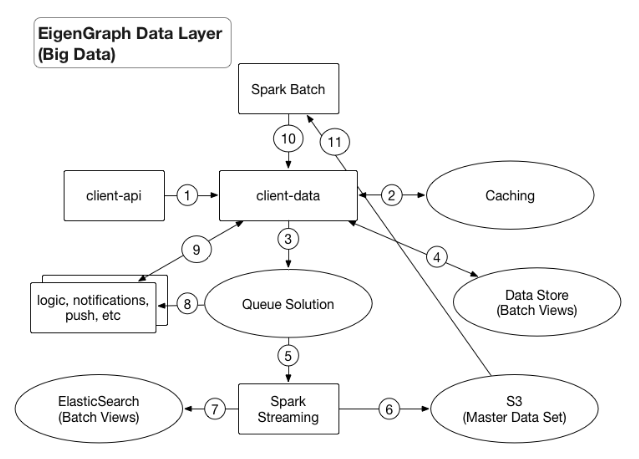 EigenGraph Data Layer
(Big Data)
Spark Batch
10
11
client-api
1
client-data
2
Caching
3
9
4
logic, notifications,
push, etc
8
Queue Solution
Data Store
(Batch Views)
5
ElasticSearch
(Batch Views)
7
Spark
Streaming
6
S3
(Master Data Set)